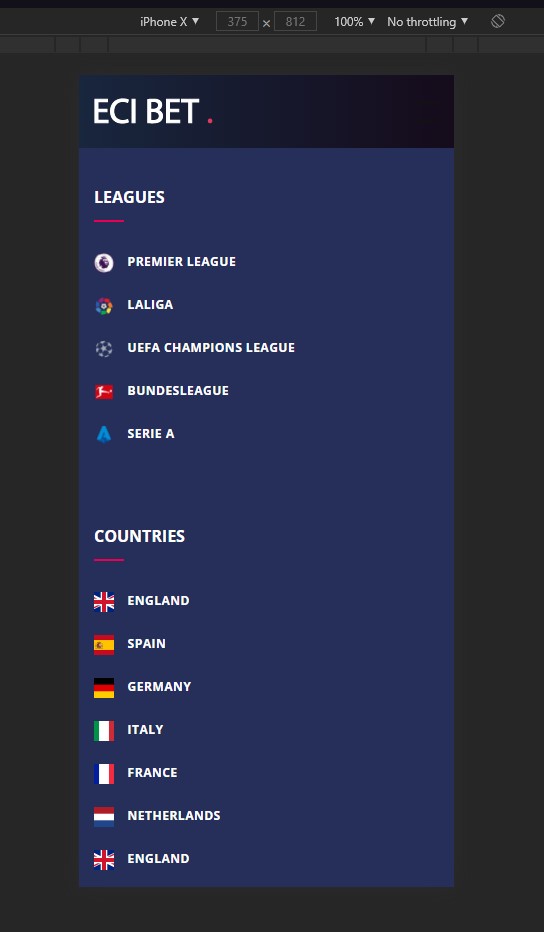 iPhone X ▼ 375 × 812 100% ▼ No throttling ▼
ECI BET .
LEAGUES
PREMIER LEAGUE
LALIGA
UEFA CHAMPIONS LEAGUE
BUNDESLEAGUE
SERIE A
COUNTRIES
ENGLAND
SPAIN
GERMANY
ITALY
FRANCE
NETHERLANDS
ENGLAND